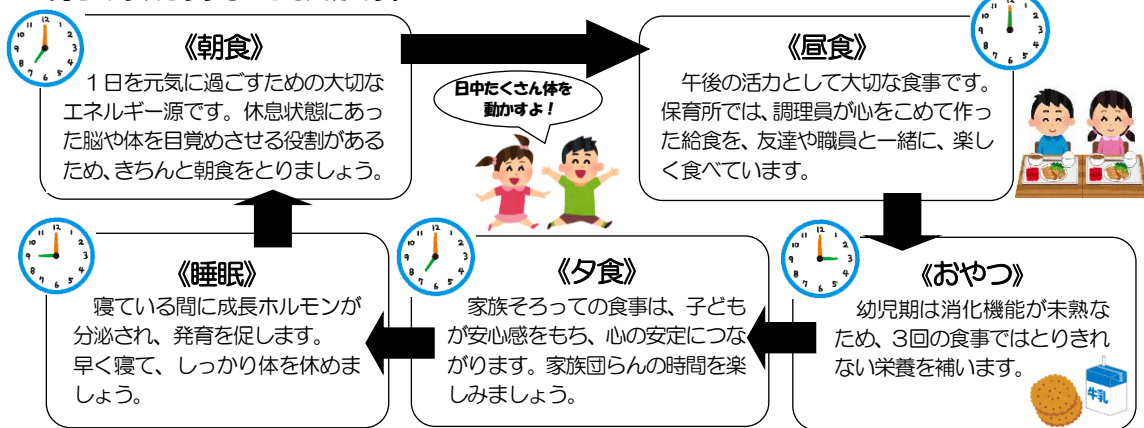 《朝食》
１日を元気に過ごすための大切な
エネルギー源です。休息状態にあっ
た脳や体を目覚めさせる役割がある
ため、きちんと朝食をとりましょう。
日中たくさん体を
動かすよ！
《昼食》
午後の活力として大切な食事です。
保育所では、調理員が心をこめて作っ
た給食を、友達や職員と一緒に、楽し
く食べています。
《おやつ》
幼児期は消化機能が未熟な
ため、３回の食事ではとりきれ
ない栄養を補います。
牛乳
《夕食》
家族そろっての食事は、子ども
が安心感をもち、心の安定につな
がります。家族団らんの時間を楽
しみましょう。
《睡眠》
寝ている間に成長ホルモンが
分泌され、発育を促します。
早く寝て、しっかり体を休めま
しょう。